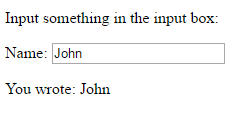 Input something in the input box:
Name: John
You wrote: John